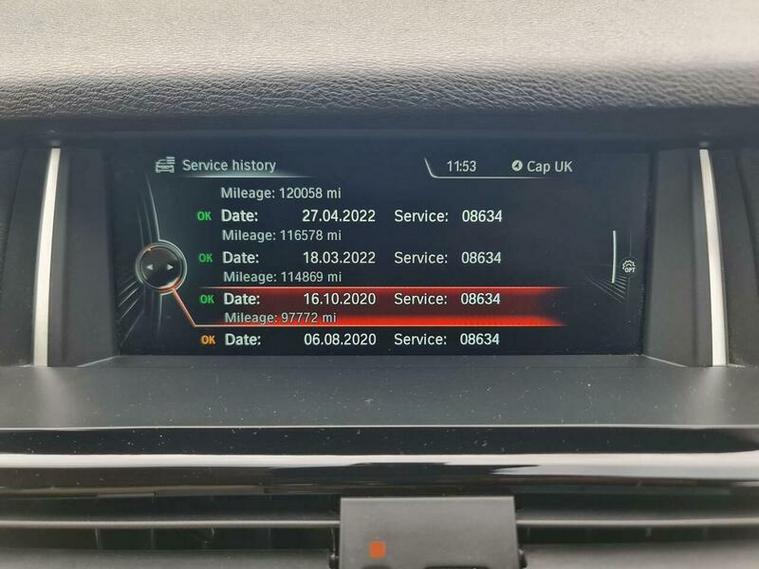 Service history 11:53 Cap UK
Mileage: 120058 mi
OK Date: 27.04.2022 Service: 08634
Mileage: 116578 mi
OK Date: 18.03.2022 Service: 08634
Mileage: 114869 mi
OPT
OK Date: 16.10.2020 Service: 08634
Mileage: 97772 mi
OK Date: 06.08.2020 Service: 08634